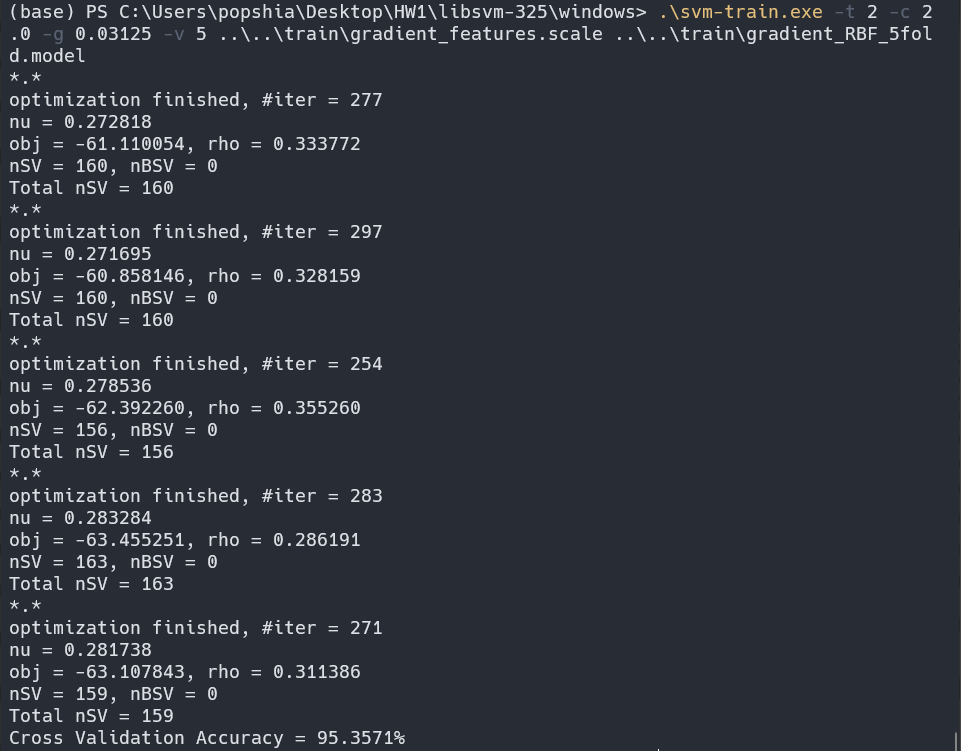 (base) PS C:\Users\popshia\Desktop\HW1\libsvm-325\windows> .\svm-train.exe -t 2 -c 2
.0 -g 0.03125 -v 5 ..\..\train\gradient_features.scale ..\..\train\gradient_RBF_5fol
d.model
*.*
optimization finished, #iter = 277
nu = 0.272818
obj = -61.110054, rho = 0.333772
nSV = 160, nBSV = 0
Total nSV = 160
*.*
optimization finished, #iter = 297
nu = 0.271695
obj = -60.858146, rho = 0.328159
nSV = 160, nBSV = 0
Total nSV = 160
*.*
optimization finished, #iter = 254
nu = 0.278536
obj = -62.392260, rho = 0.355260
nSV = 156, nBSV = 0
Total nSV = 156
*.*
optimization finished, #iter = 283
nu = 0.283284
obj = -63.455251, rho = 0.286191
nSV = 163, nBSV = 0
Total nSV = 163
*.*
optimization finished, #iter = 271
nu = 0.281738
obj = -63.107843, rho = 0.311386
nSV = 159, nBSV = 0
Total nSV = 159
Cross Validation Accuracy = 95.3571%